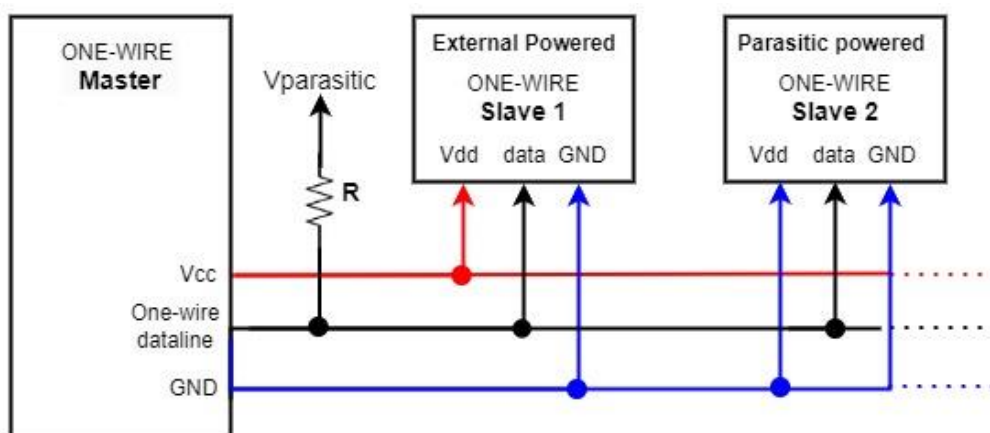 ONE-WIRE
Master
Vparasitic
R
External Powered
ONE-WIRE
Slave 1
Vdd data GND
Parasitic powered
ONE-WIRE
Slave 2
Vdd data GND
Vcc
One-wire
dataline
GND